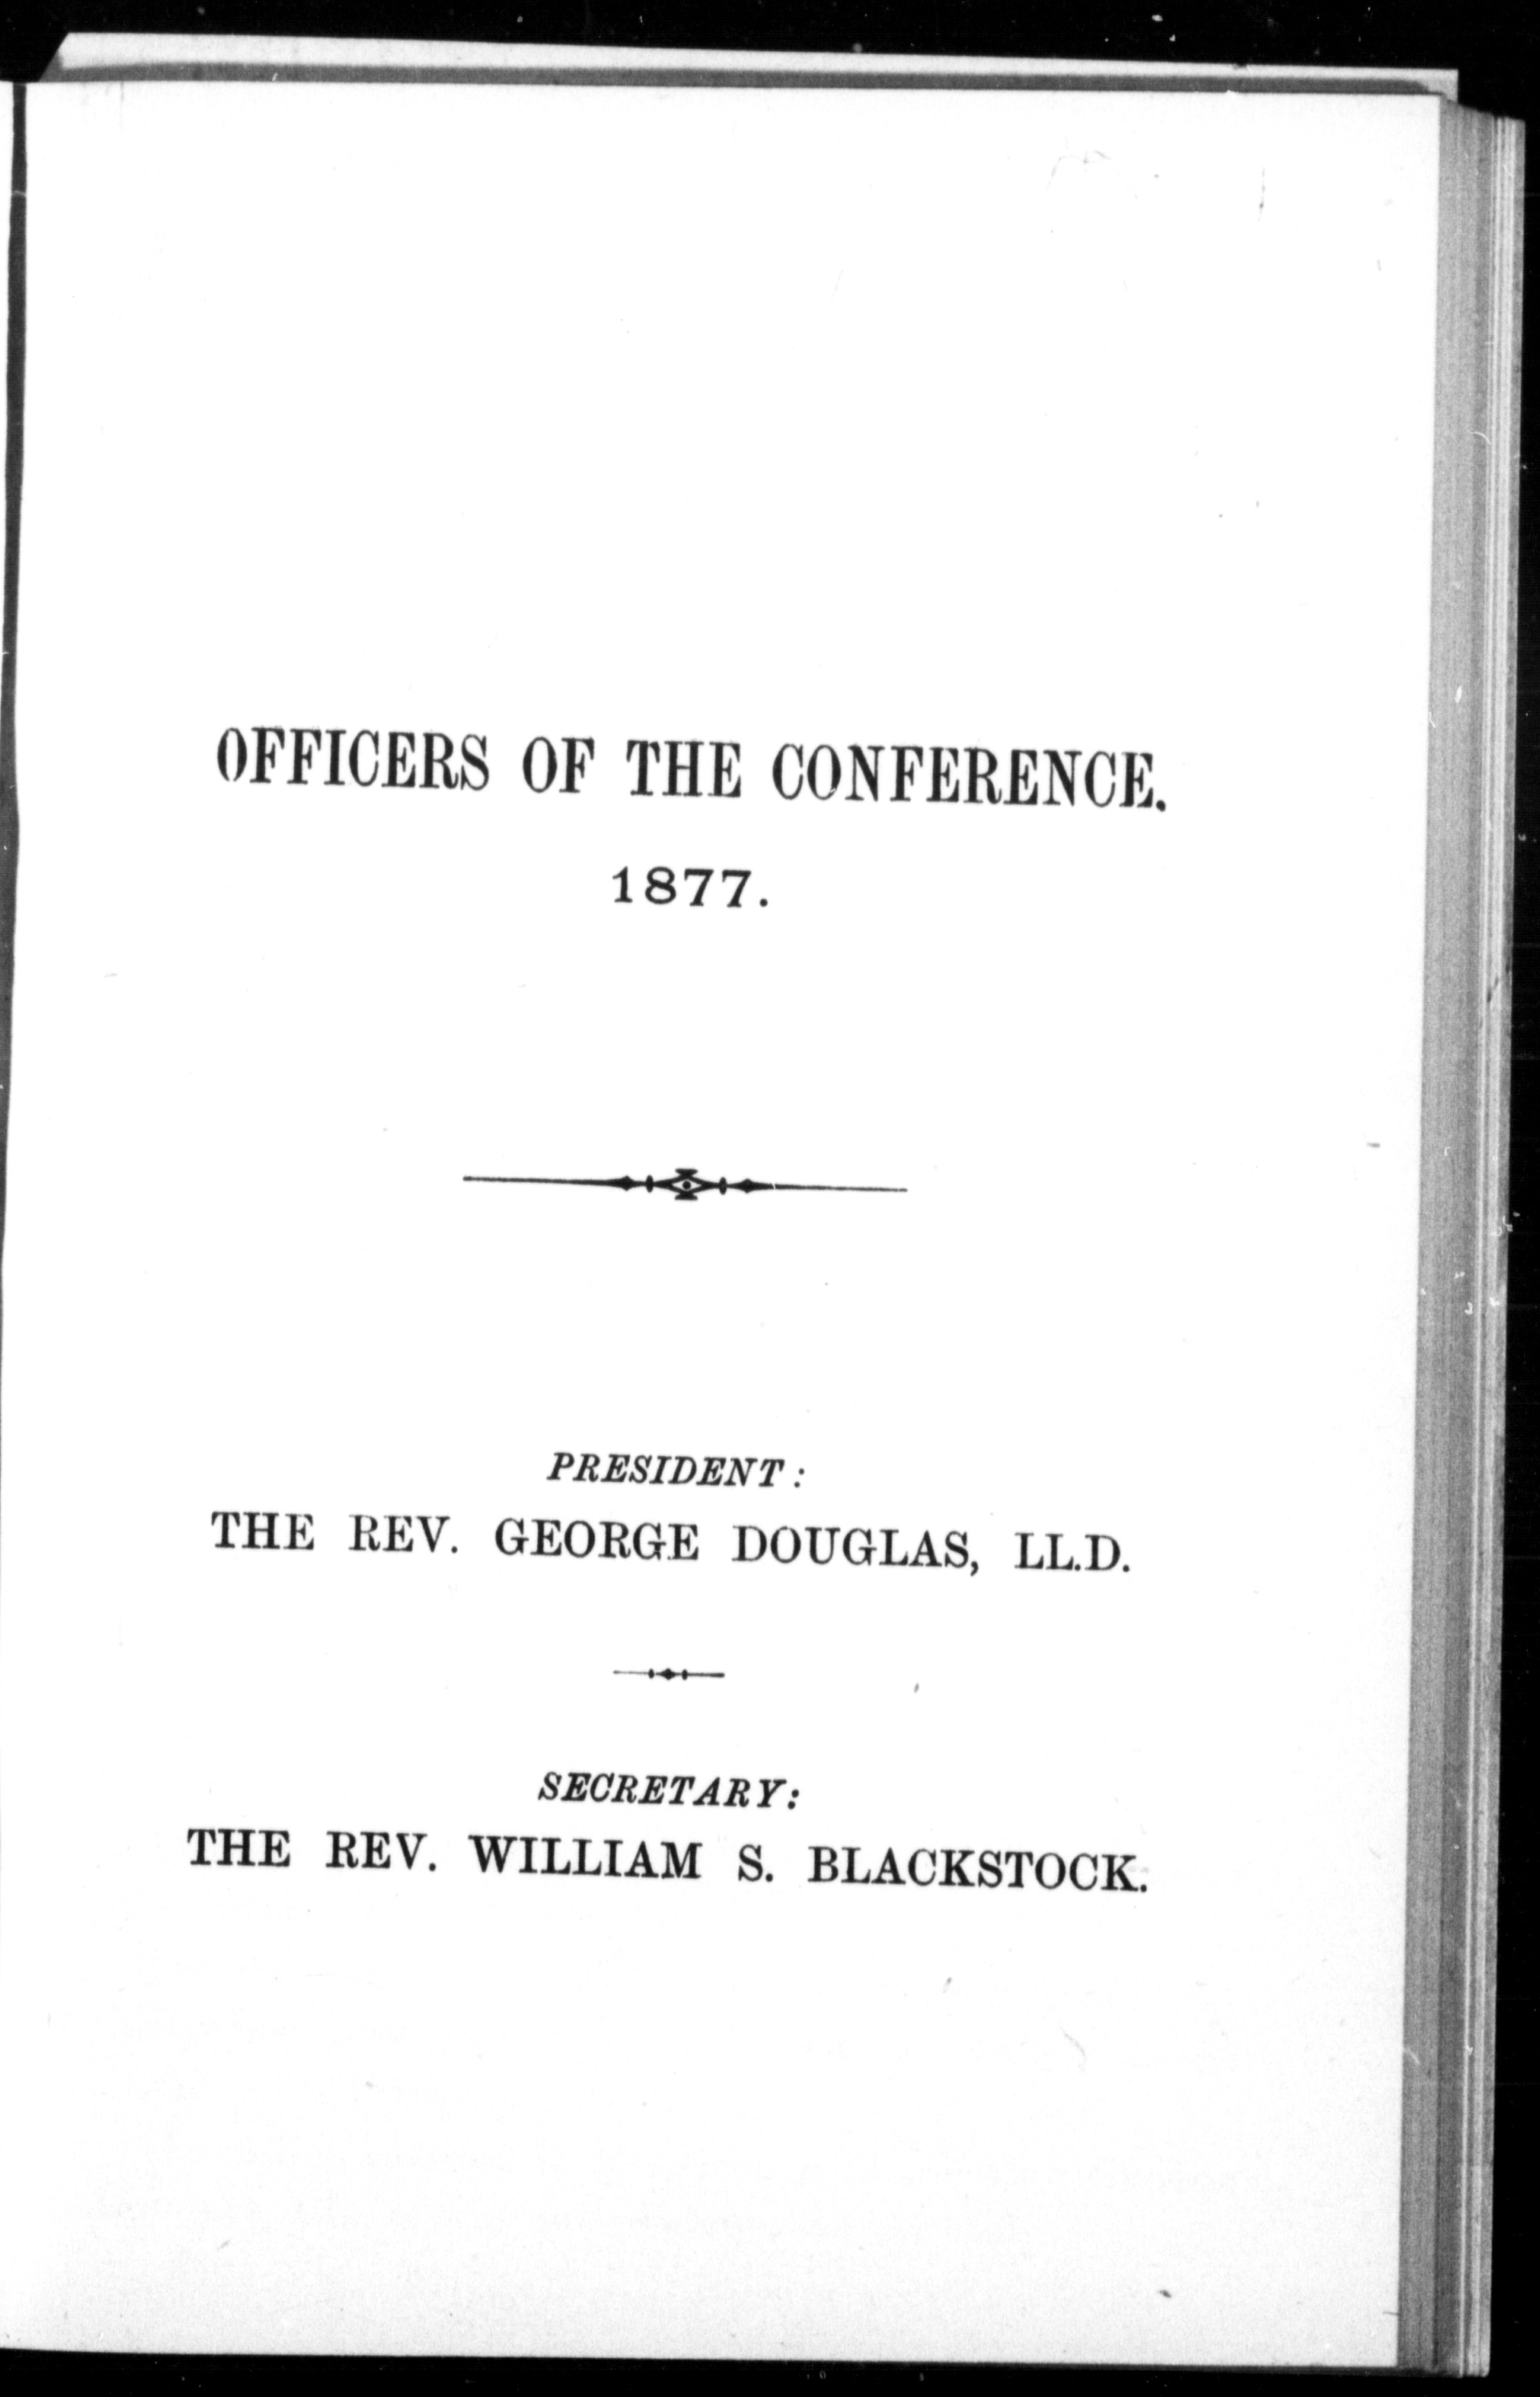 OFFICERS OF THE CONFERENCE.
1877.
PRESIDENT:
THE REV. GEORGE DOUGLAS, LL.D.
SECRETARY:
THE REV. WILLIAM S. BLACKSTOCK.